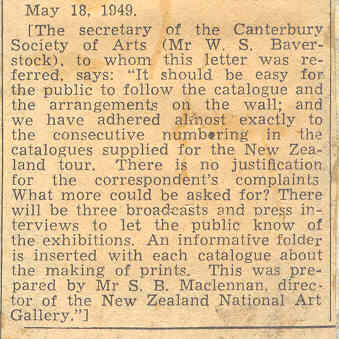 May 18, 1949.
[The secretary of the Canterbury
Society of Arts (Mr W. S. Baver-
stock), to whom this letter was re-
ferred, says: "It should be easy for
the public to follow the catalogue and
the arrangements on the wall; and
we have adhered almost exactly to
the consecutive numbering in the
catalogues supplied for the New Zea-
land tour. There is no justification
for the correspondent's complaints
What more could be asked for? There
will be three broadcasts and press in-
terviews to let the public know of
the exhibitions. An informative folder
is inserted with each catalogue about
the making of prints. This was pre-
pared by Mr S. B. Maclennan, direc-
tor of the New Zealand National Art
Gallery."]